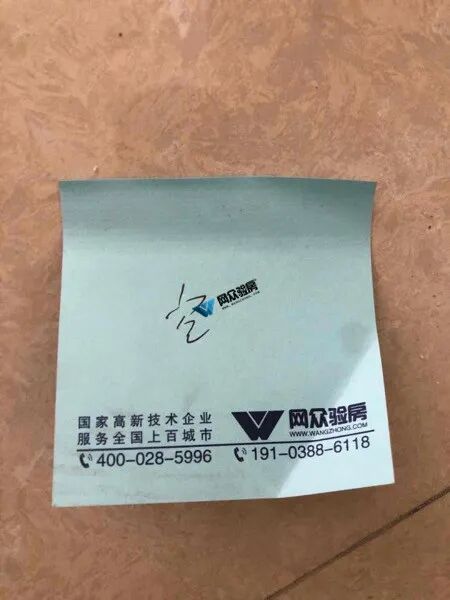 空
网众验房
国家高新技术企业
服务全国上百城市
网众验房
WWW.WANGZHONG.COM
400-028-5996
191-0388-6118